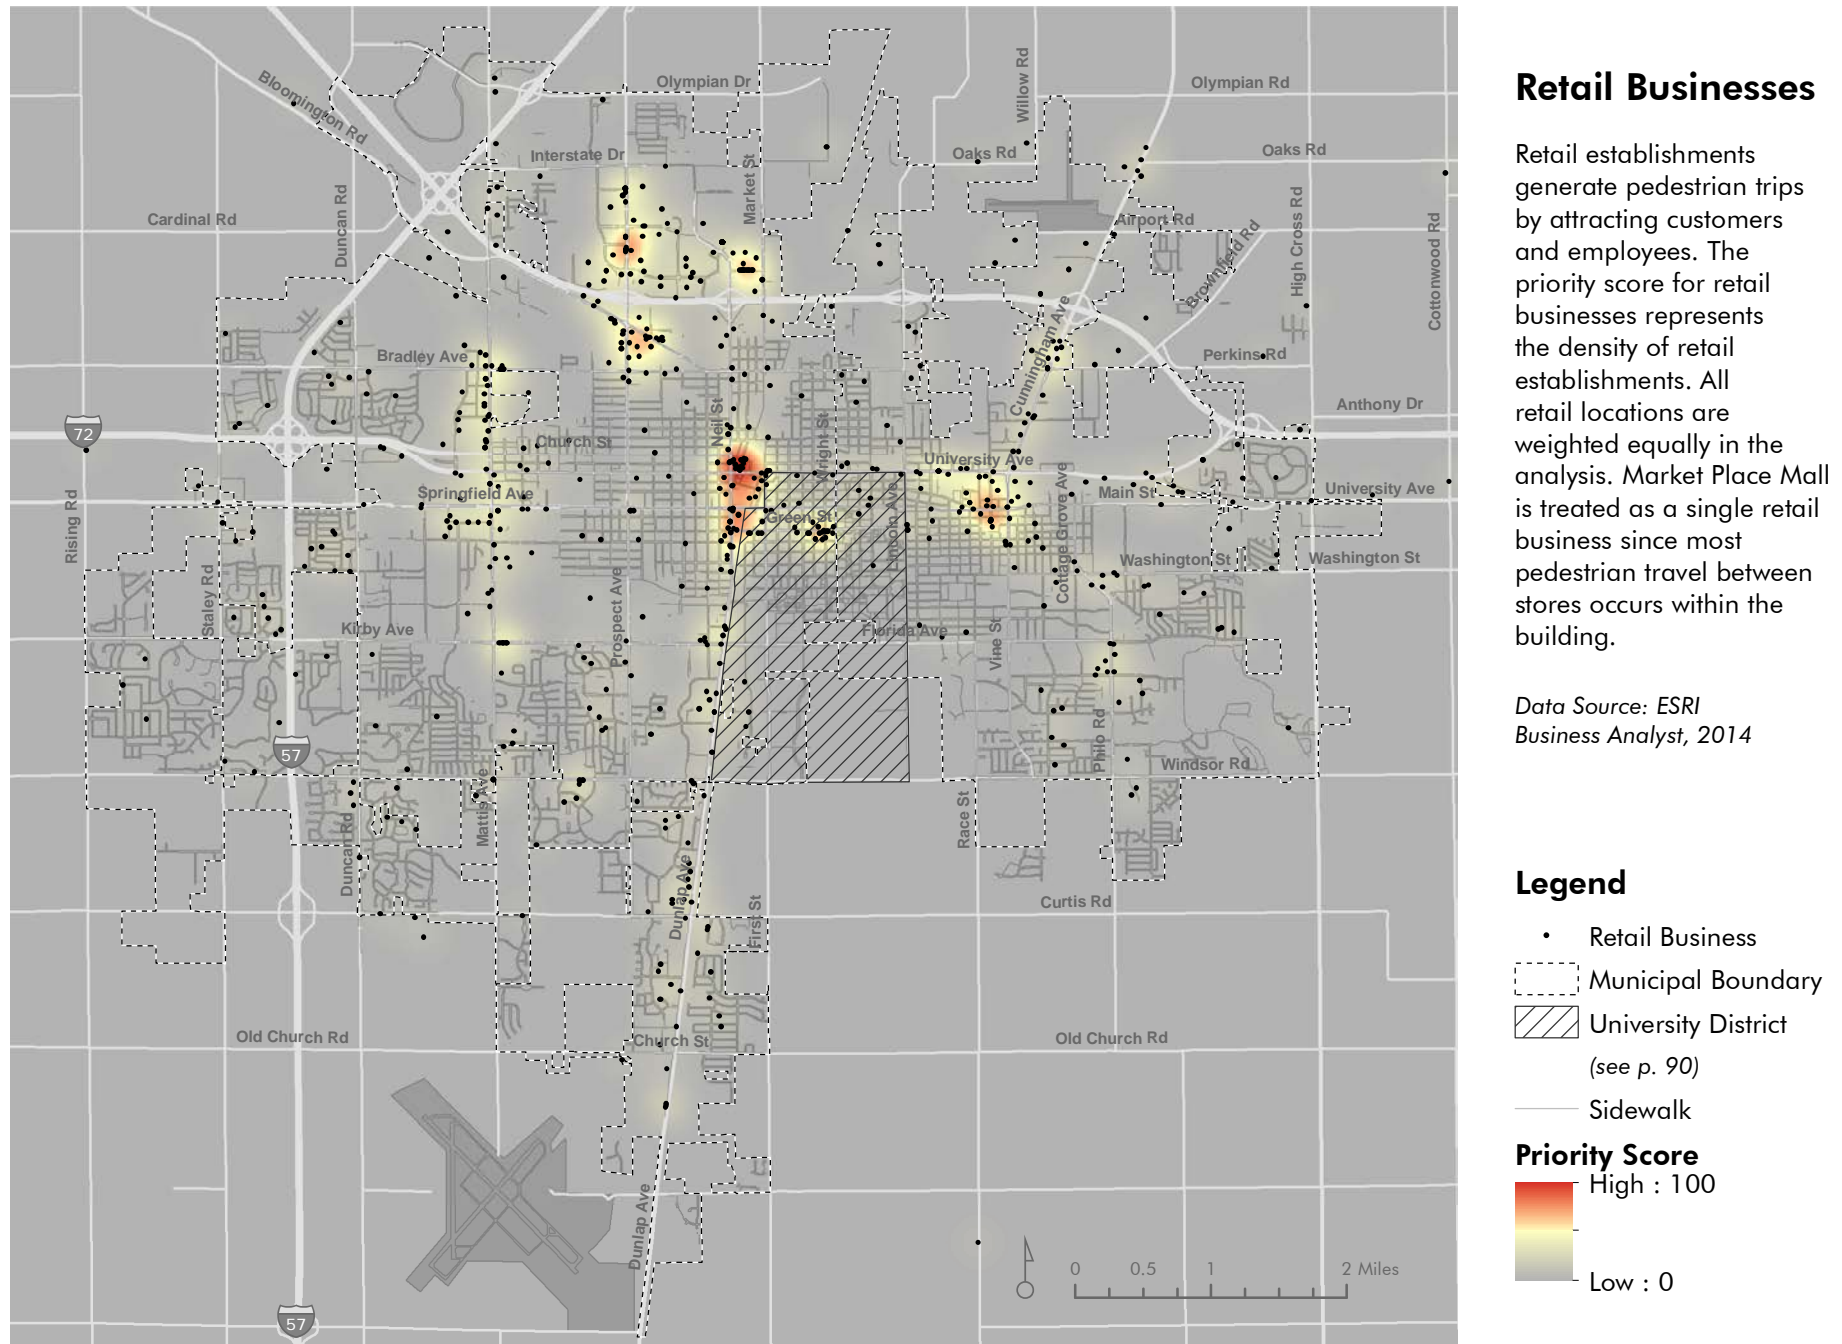 Retail Businesses
Retail establishments
generate pedestrian trips
by attracting customers
and employees. The
priority score for retail
businesses represents
the density of retail
establishments. All
retail locations are
weighted equally in the
analysis. Market Place Mall
is treated as a single retail
business since most
pedestrian travel between
stores occurs within the
building.
Data Source: ESRI
Business Analyst, 2014
Legend
Retail Business
Municipal Boundary
University District
(see p. 90)
Sidewalk
Priority Score
High : 100
Low : 0
Bloomington Rd
Olympian Dr
Willow Rd
Olympian Rd
Interstate Dr
Oaks Rd
Oaks Rd
Market St
Duncan Rd
Cardinal Rd
Airport Rd
Brownfield Rd
High Cross Rd
Cottonwood Rd
Bradley Ave
Cunningham Ave
Perkins Rd
Anthony Dr
72
Church St
Neil St
Wright St
University Ave
Springfield Ave
Main St
University Ave
Rising Rd
Green St
Lincoln Ave
Cottage Grove Ave
Washington St
Washington St
Staley Rd
Prospect Ave
Kirby Ave
Florida Ave
Vine St
57
Philo Rd
Windsor Rd
Mattis Ave
Duncan Rd
Race St
Dunlap Ave
First St
Curtis Rd
Old Church Rd
Church St
Old Church Rd
Dunlap Ave
57
0 0.5 1 2 Miles